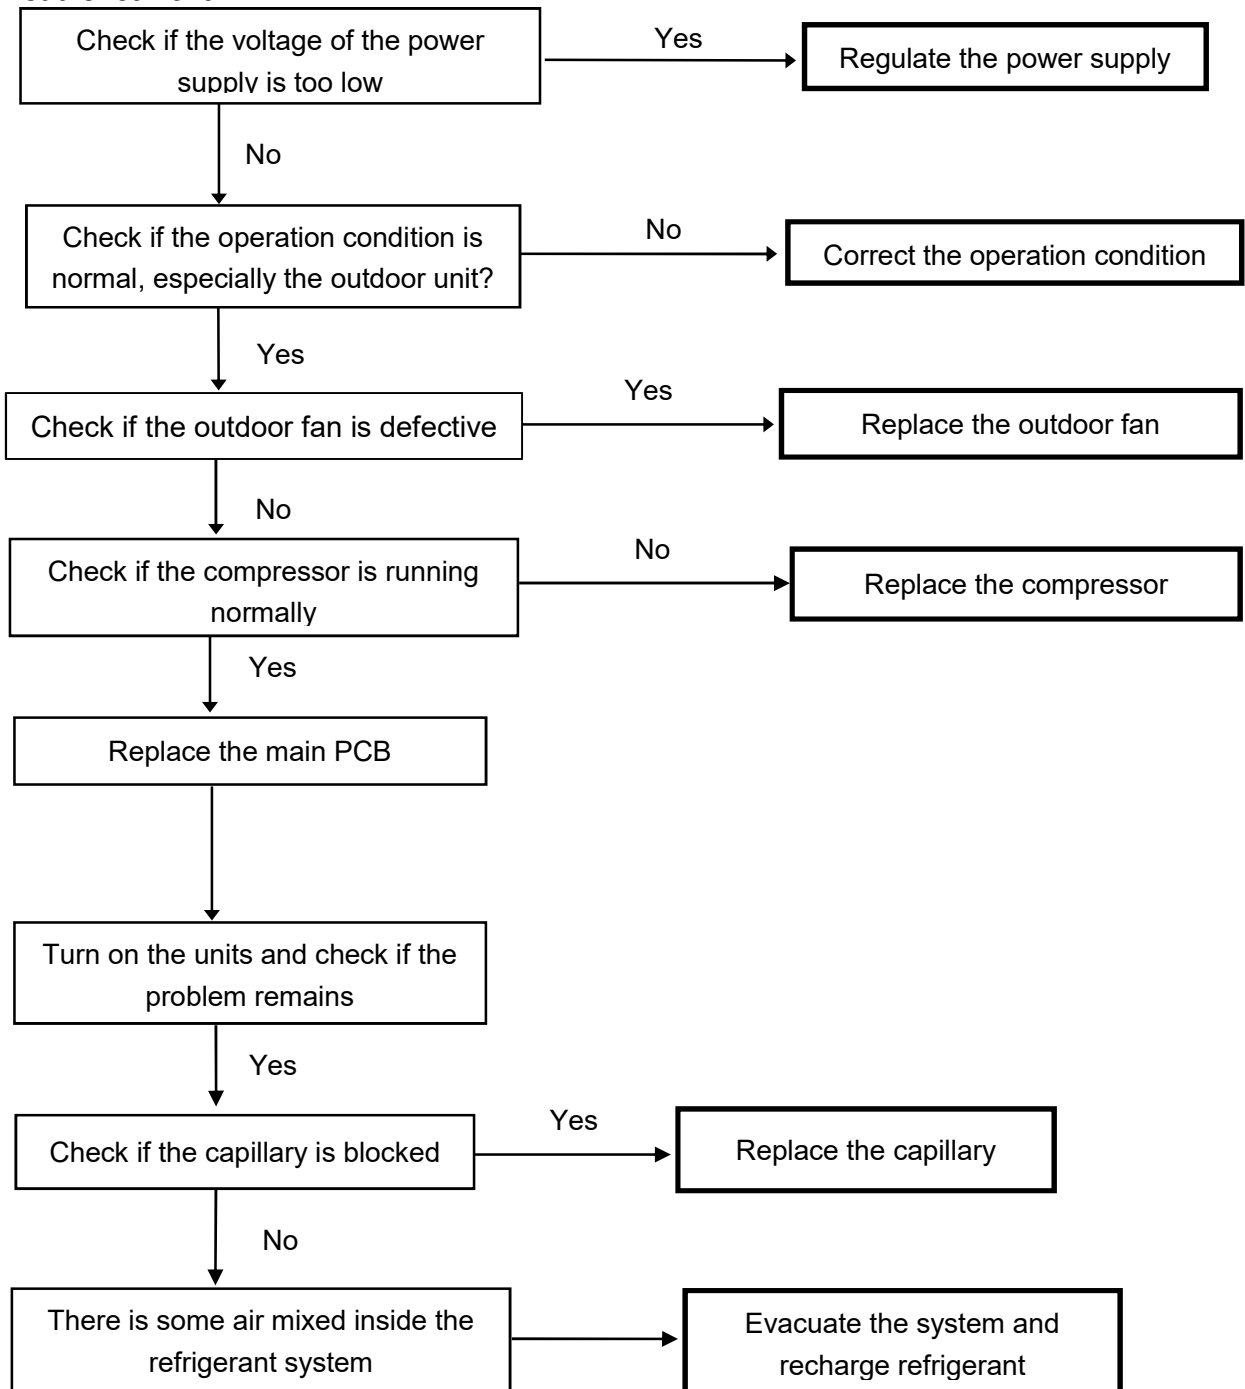 Check if the voltage of the power
supply is too low
Yes
Regulate the power supply
No
Check if the operation condition is
normal, especially the outdoor unit?
No
Correct the operation condition
Yes
Check if the outdoor fan is defective
Yes
Replace the outdoor fan
No
Check if the compressor is running
normally
No
Replace the compressor
Yes
Replace the main PCB
Turn on the units and check if the
problem remains
Yes
Check if the capillary is blocked
Yes
Replace the capillary
No
There is some air mixed inside the
refrigerant system
Evacuate the system and
recharge refrigerant